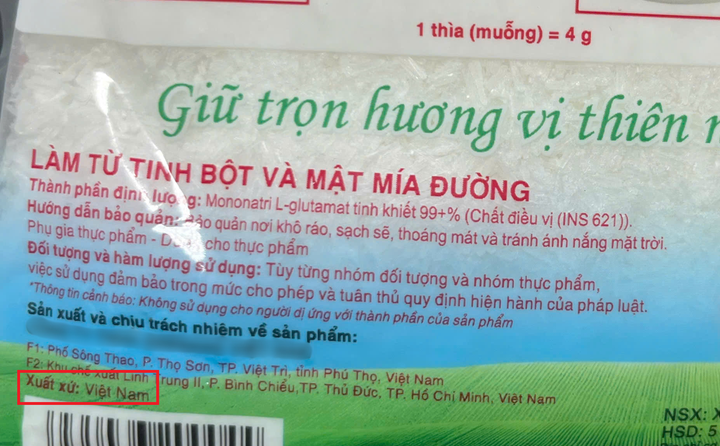 1 thìa (muỗng) = 4 g
Giữ trọn hương vị thiên
LÀM TỪ TINH BỘT VÀ MẬT MÍA ĐƯỜNG
Thành phần định lượng: Mononatri L-glutamat tinh khiết 99+% (Chất điều vị (INS 621)).
Hướng dẫn bảo quản: Bảo quản nơi khô ráo, sạch sẽ, thoáng mát và tránh ánh nắng mặt trời.
Phụ gia thực phẩm - Dùng cho thực phẩm
Đối tượng và hàm lượng sử dụng: Tùy từng nhóm đối tượng và nhóm thực phẩm,
việc sử dụng đảm bảo trong mức cho phép và tuân thủ quy định hiện hành của pháp luật.
*Thông tin cảnh báo: Không sử dụng cho người dị ứng với thành phần của sản phẩm
Sản xuất và chịu trách nhiệm về sản phẩm:
F1: Phố Sông Thao, P. Thọ Sơn, TP. Việt Trì, tỉnh Phú Thọ, Việt Nam
F2: Khu chế xuất Linh Trung II, P. Bình Chiểu, TP. Thủ Đức, TP. Hồ Chí Minh, Việt Nam
Xuất xứ: Việt Nam
NSX: X
HSD: 5